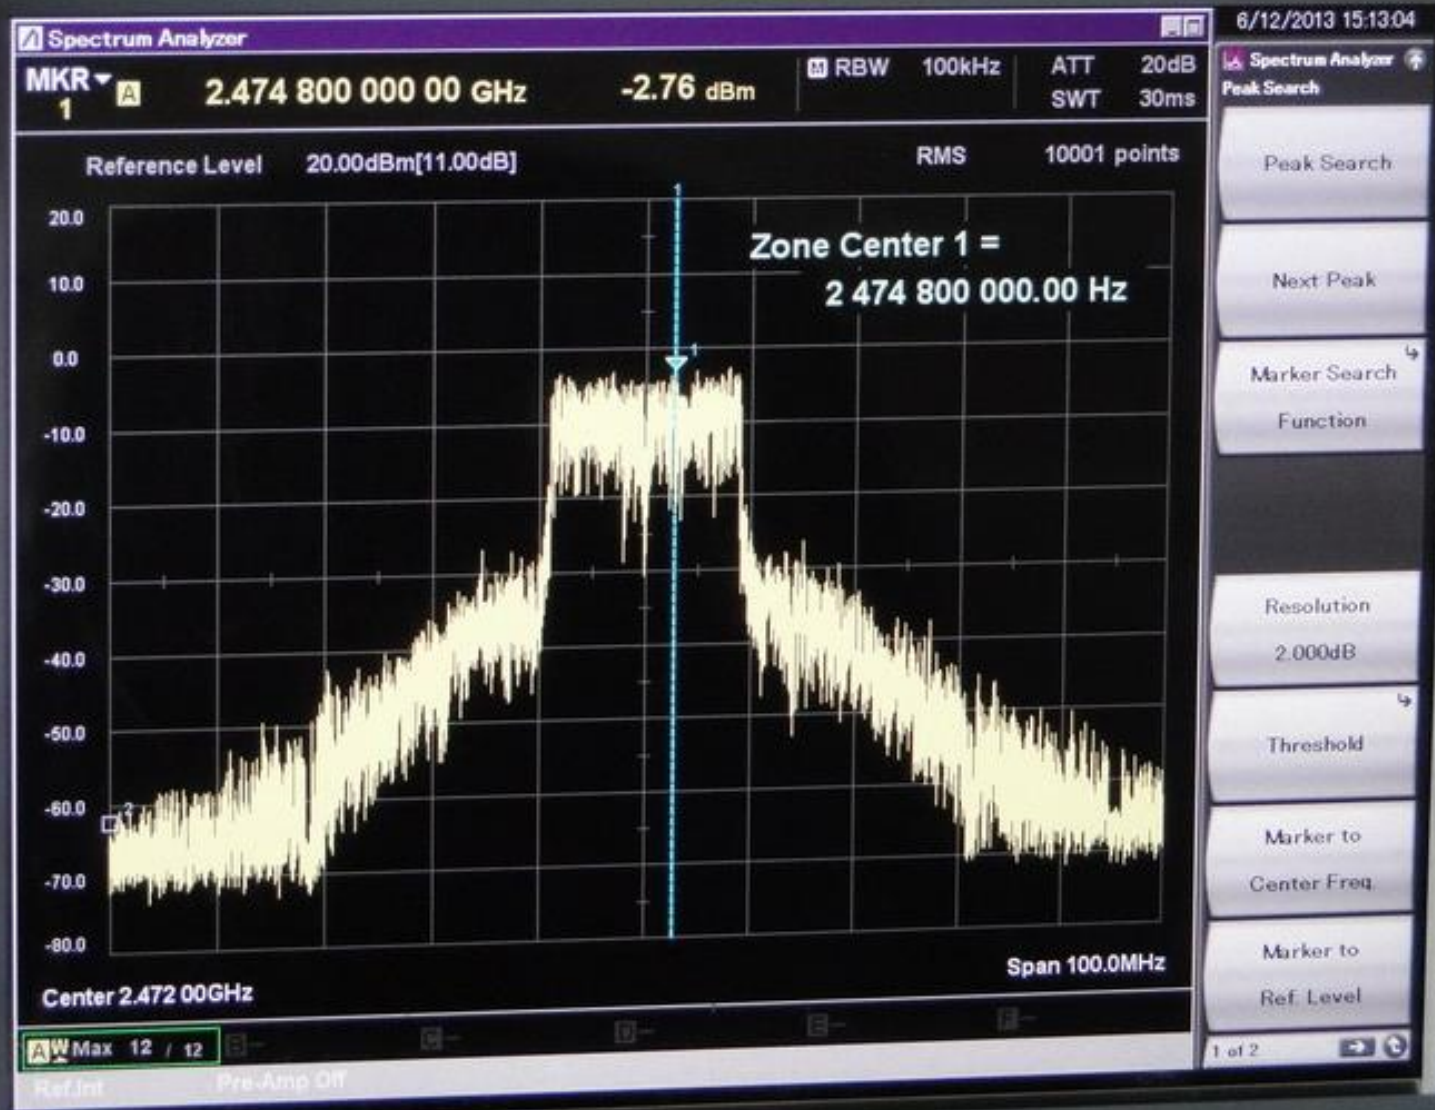 6/12/2013 15:13:04
Spectrum Analyzer
MKR
1
A
2.474 800 000 00 GHz
-2.76 dBm
M RBW 100kHz
ATT 20dB
SWT 30ms
Reference Level 20.00dBm[11.00dB]
RMS 10001 points
1
Zone Center 1 =
2 474 800 000.00 Hz
1
2
20.0
10.0
0.0
-10.0
-20.0
-30.0
-40.0
-50.0
-60.0
-70.0
-80.0
Center 2.472 00GHz
Span 100.0MHz
A W Max 12 / 12
B--
C--
D--
E--
F--
Ref.Int
Pre-Amp Off
Spectrum Analyzer
Peak Search
Peak Search
Next Peak
Marker Search
Function
Resolution
2.000dB
Threshold
Marker to
Center Freq.
Marker to
Ref. Level
1 of 2